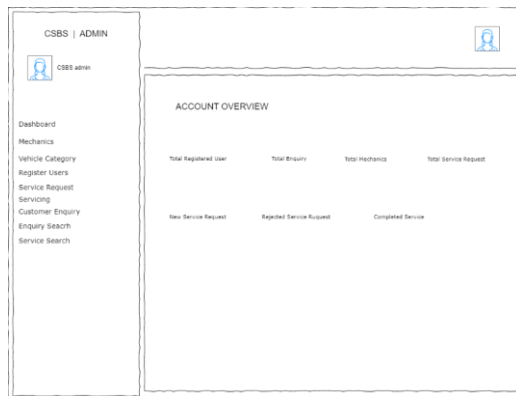 CSBS | ADMIN
CSBS admin
Dashboard
Mechanics
Vehicle Category
Register Users
Service Request
Servicing
Customer Enquiry
Enquiry Seacrh
Service Search
ACCOUNT OVERVIEW
Total Registered User Total Enquiry Total Mechanics Total Service Request
New Service Request Rejected Service Ruquest Completed Service